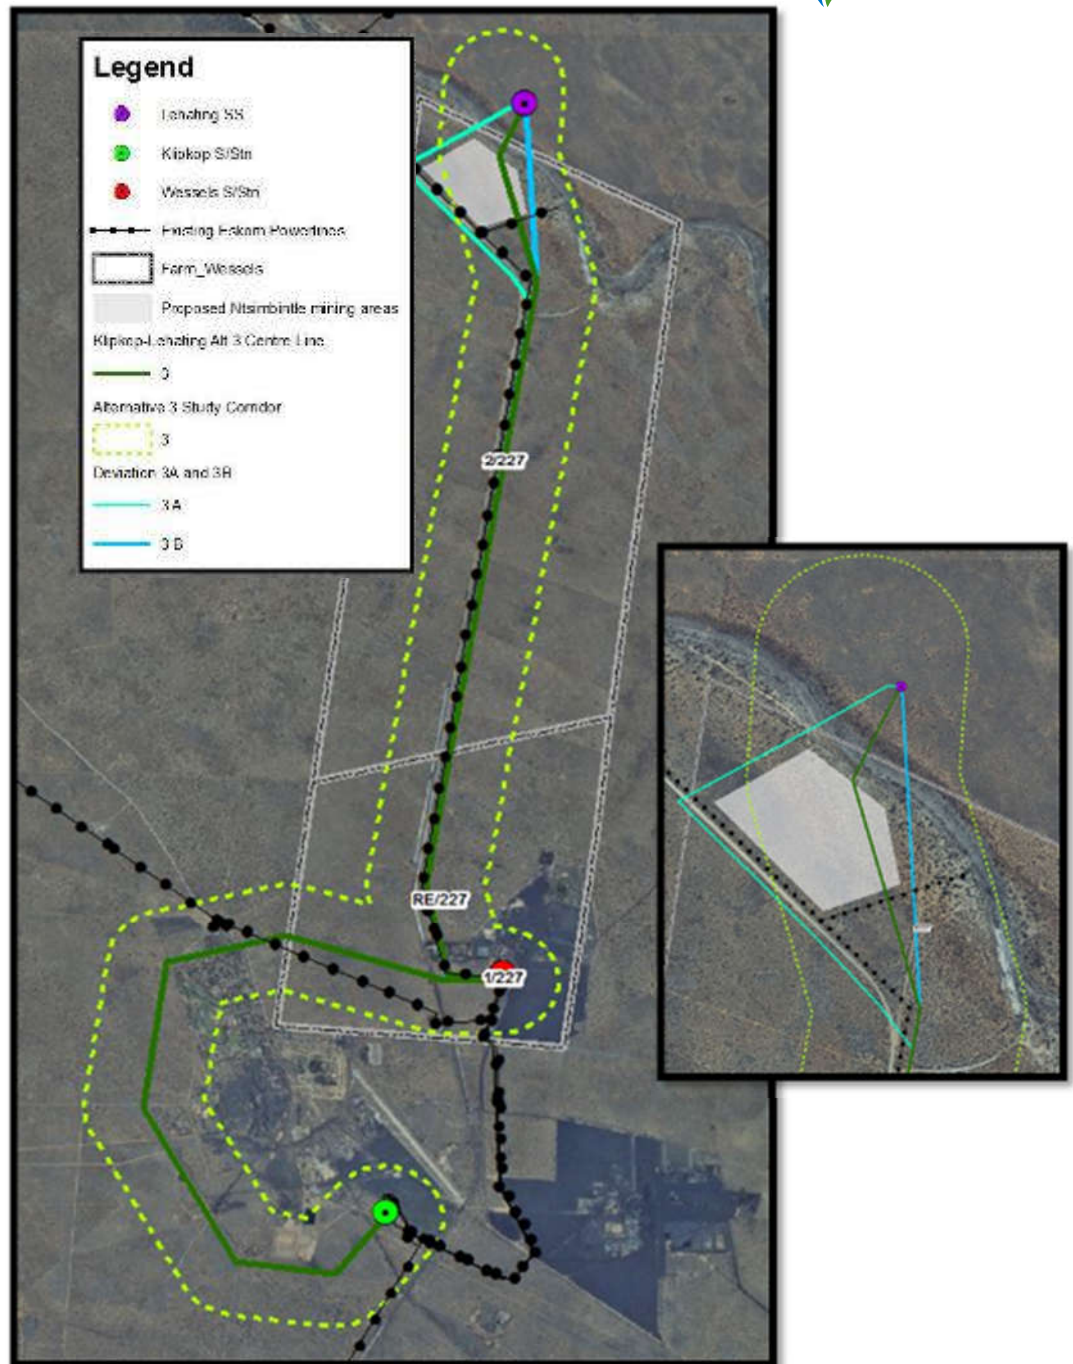 Legend
Lehating SS
Klipkop S/Stn
Wessels S/Stn
Existing Eskom Powerlines
Farm_Wessels
Proposed Ntsimbintle mining areas
Klipkop-Lehating Alt 3 Centre Line
3
Alternative 3 Study Corridor
3
Deviation 3A and 3B
3A
3B
2/227
RE/227
1/227